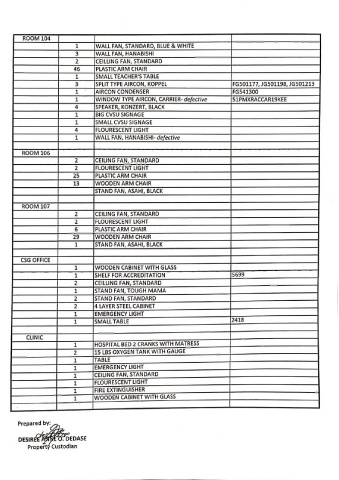 ROOM 104
1 WALL FAN, STANDARD, BLUE & WHITE
3 WALL FAN, HANABISHI
2 CEILLING FAN, STANDARD
46 PLASTIC ARM CHAIR
1 SMALL TEACHER'S TABLE
3 SPLIT TYPE AIRCON, KOPPEL FG501177, JG501198, JG501213
1 AIRCON CONDENSER FG541300
1 WINDOW TYPE AIRCON, CARRIER- defective 51PMXRACCAR19KEE
4 SPEAKER, KONZERT, BLACK
1 BIG CVSU SIGNAGE
1 SMALL CVSU SIGNAGE
4 FLOURESCENT LIGHT
1 WALL FAN, HANABISHI- defective
ROOM 106
2 CEILING FAN, STANDARD
2 FLOURESCENT LIGHT
25 PLASTIC ARM CHAIR
13 WOODEN ARM CHAIR
STAND FAN, ASAHI, BLACK
ROOM 107
2 CEILING FAN, STANDARD
2 FLOURESCENT LIGHT
6 PLASTIC ARM CHAIR
29 WOODEN ARM CHAIR
1 STAND FAN, ASAHI, BLACK
CSG OFFICE
1 WOODEN CABINET WITH GLASS
1 SHELF FOR ACCREDITATION 5699
2 CEILLING FAN, STANDARD
1 STAND FAN, TOUGH MAMA
2 STAND FAN, STANDARD
2 4 LAYER STEEL CABINET
1 EMERGENCY LIGHT
1 SMALL TABLE 2418
CLINIC
1 HOSPITAL BED 2 CRANKS WITH MATRESS
2 15 LBS OXYGEN TANK WITH GAUGE
1 TABLE
1 EMERGENCY LIGHT
1 CEILING FAN, STANDARD
1 FLOURESCENT LIGHT
1 FIRE EXTINGUISHER
1 WOODEN CABINET WITH GLASS
Prepared by:
DESIREE O. DEDASE
Property Custodian